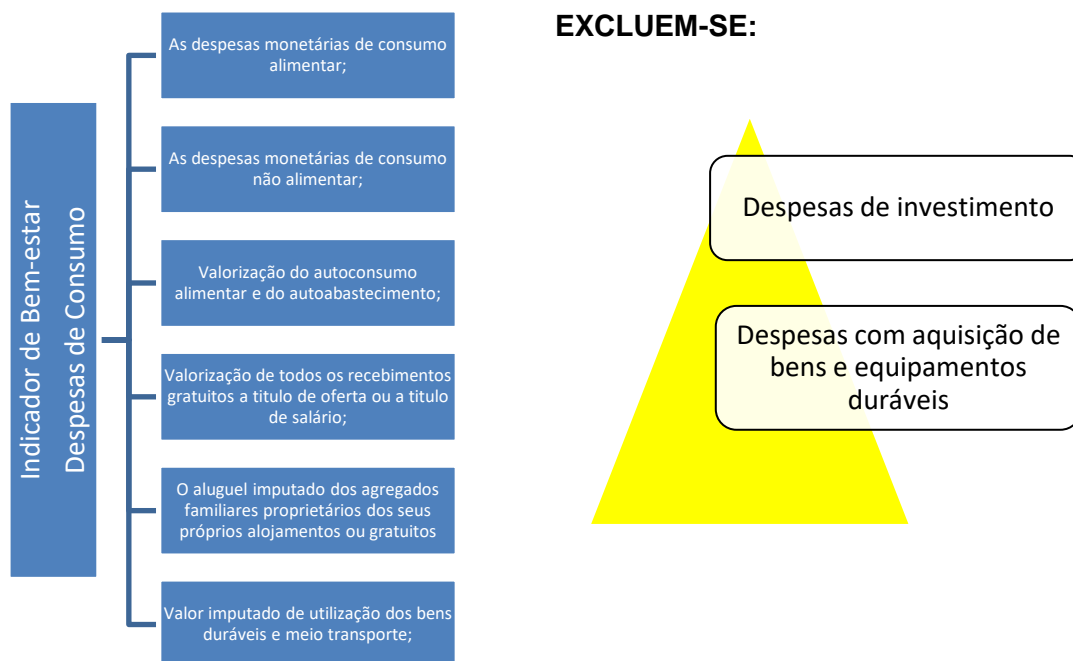 Indicador de Bem-estar
Despesas de Consumo
As despesas monetárias de consumo
alimentar;
As despesas monetárias de consumo
não alimentar;
Valorização do autoconsumo
alimentar e do autoabastecimento;
Valorização de todos os recebimentos
gratuitos a titulo de oferta ou a titulo
de salário;
O aluguel imputado dos agregados
familiares proprietários dos seus
próprios alojamentos ou gratuitos
Valor imputado de utilização dos bens
duráveis e meio transporte;
EXCLUEM-SE:
Despesas de investimento
Despesas com aquisição de
bens e equipamentos
duráveis